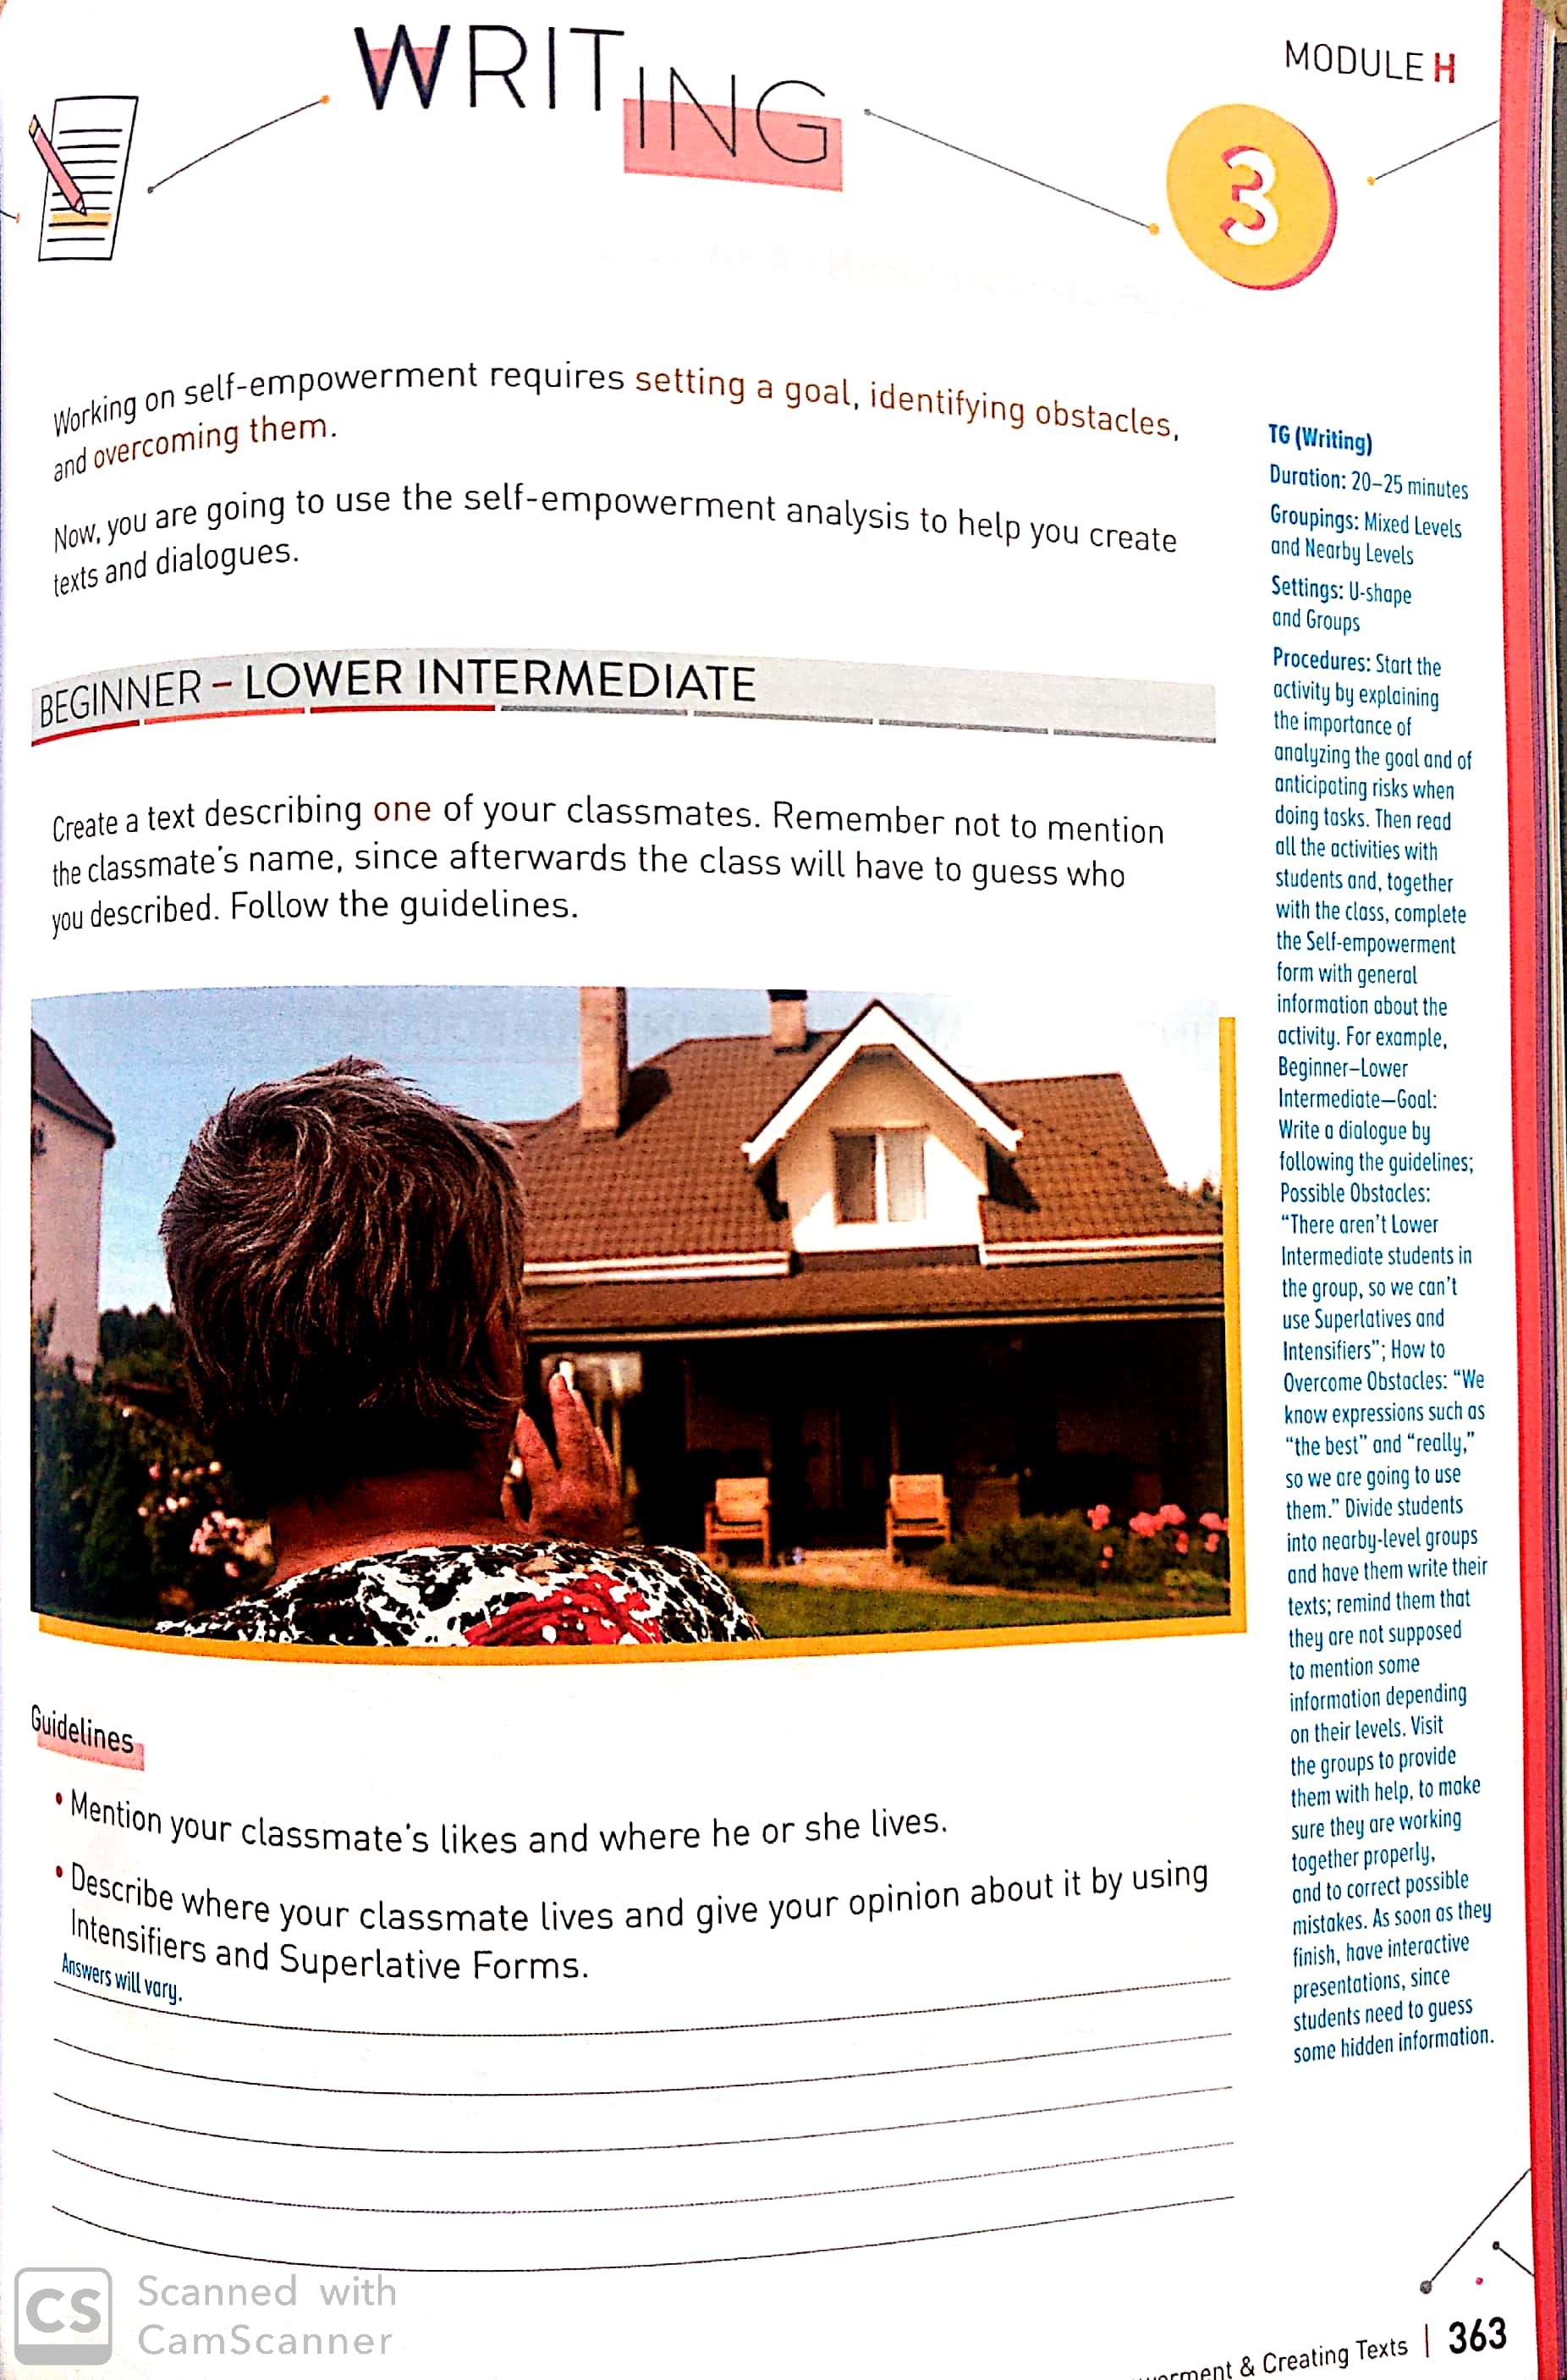 WRITING
MODULE H
3
Working on self-empowerment requires setting a goal, identifying obstacles,
and overcoming them.
Now, you are going to use the self-empowerment analysis to help you create
texts and dialogues.
BEGINNER – LOWER INTERMEDIATE
Create a text describing one of your classmates. Remember not to mention
the classmate's name, since afterwards the class will have to guess who
you described. Follow the guidelines.
Guidelines
• Mention your classmate's likes and where he or she lives.
• Describe where your classmate lives and give your opinion about it by using
Intensifiers and Superlative Forms.
Answers will vary.
TG (Writing)
Duration: 20–25 minutes
Groupings: Mixed Levels
and Nearby Levels
Settings: U-shape
and Groups
Procedures: Start the
activity by explaining
the importance of
analyzing the goal and of
anticipating risks when
doing tasks. Then read
all the activities with
students and, together
with the class, complete
the Self-empowerment
form with general
information about the
activity. For example,
Beginner–Lower
Intermediate—Goal:
Write a dialogue by
following the guidelines;
Possible Obstacles:
“There aren't Lower
Intermediate students in
the group, so we can't
use Superlatives and
Intensifiers”; How to
Overcome Obstacles: “We
know expressions such as
“the best” and “really,”
so we are going to use
them.” Divide students
into nearby-level groups
and have them write their
texts; remind them that
they are not supposed
to mention some
information depending
on their levels. Visit
the groups to provide
them with help, to make
sure they are working
together properly,
and to correct possible
mistakes. As soon as they
finish, have interactive
presentations, since
students need to guess
some hidden information.
& Creating Texts | 363
CS Scanned with
CamScanner